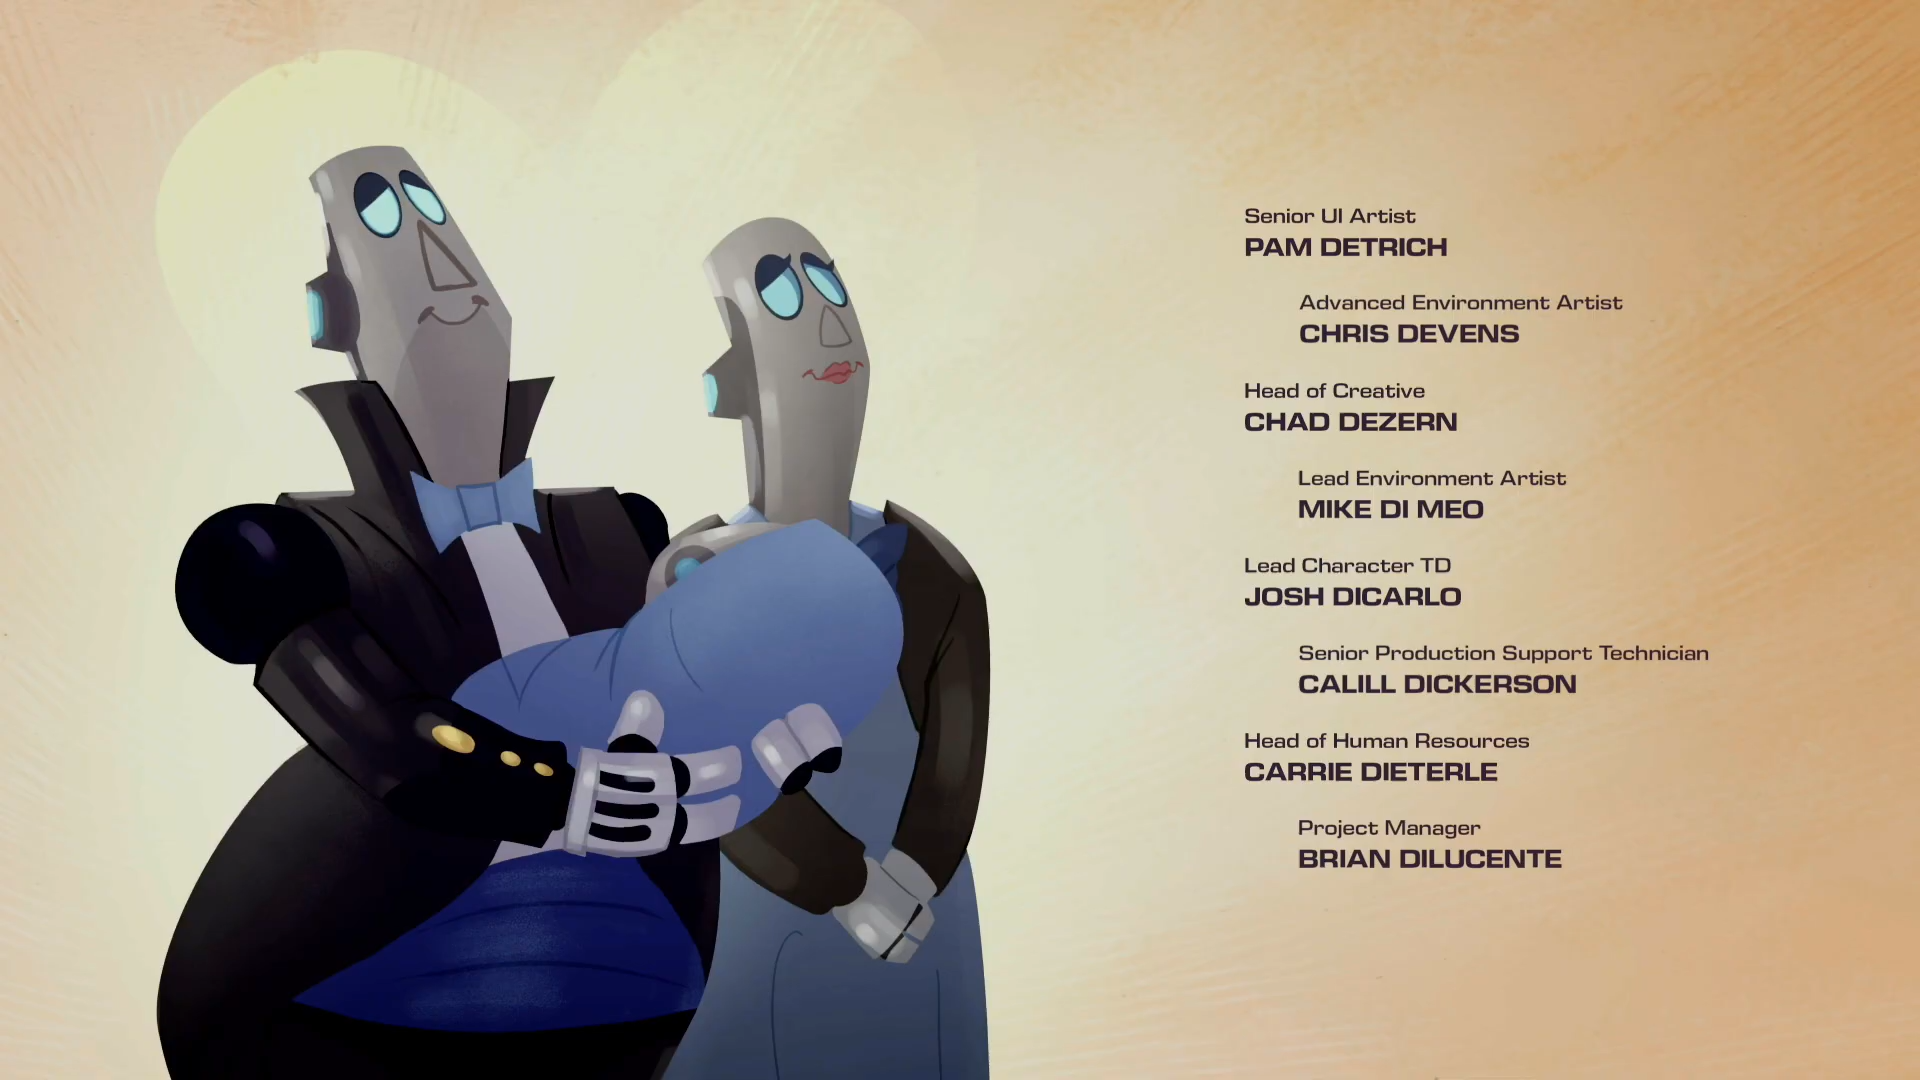 Senior UI Artist
PAM DETRICH
Advanced Environment Artist
CHRIS DEVENS
Head of Creative
CHAD DEZERN
Lead Environment Artist
MIKE DI MEO
Lead Character TD
JOSH DICARLO
Senior Production Support Technician
CALILL DICKERSON
Head of Human Resources
CARRIE DIETERLE
Project Manager
BRIAN DILUCENTE